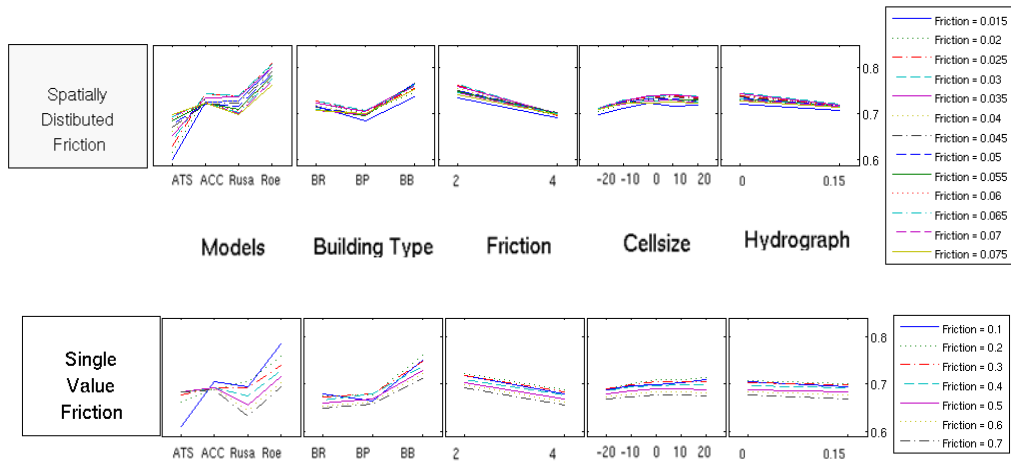 Spatially
Distibuted
Friction
0.8
0.7
0.6
ATS ACC Rusa Roe
BR BP BB
2 4
-20 -10 0 10 20
0 0.15
Models
Building Type
Friction
Cellsize
Hydrograph
Friction = 0.015
Friction = 0.02
Friction = 0.025
Friction = 0.03
Friction = 0.035
Friction = 0.04
Friction = 0.045
Friction = 0.05
Friction = 0.055
Friction = 0.06
Friction = 0.065
Friction = 0.07
Friction = 0.075
Single
Value
Friction
0.8
0.7
0.6
ATS ACC Rusa Roe
BR BP BB
2 4
-20 -10 0 10 20
0 0.15
Friction = 0.1
Friction = 0.2
Friction = 0.3
Friction = 0.4
Friction = 0.5
Friction = 0.6
Friction = 0.7